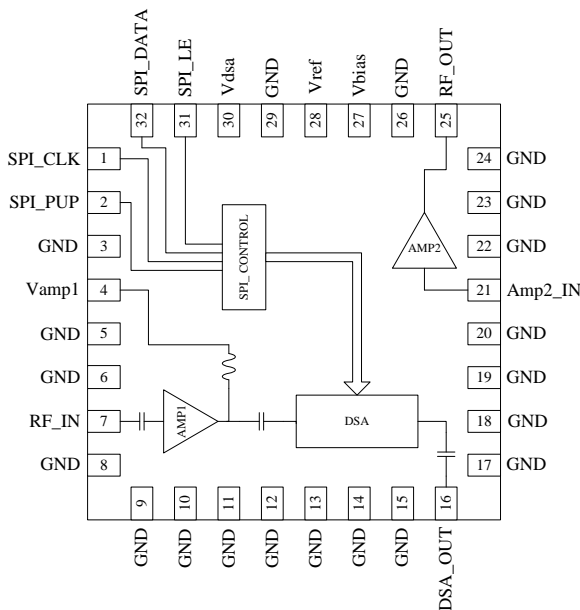 SPI_DATA
SPI_LE
Vdsa
GND
Vref
Vbias
GND
RF_OUT
32
31
30
29
28
27
26
25
SPI_CLK 1
24 GND
SPI_PUP 2
23 GND
GND 3
22 GND
AMP2
SPI_CONTROL
Vamp1 4
21 Amp2_IN
GND 5
20 GND
GND 6
19 GND
RF_IN 7
AMP1
DSA
18 GND
GND 8
17 GND
9
10
11
12
13
14
15
16
GND
GND
GND
GND
GND
GND
GND
DSA_OUT